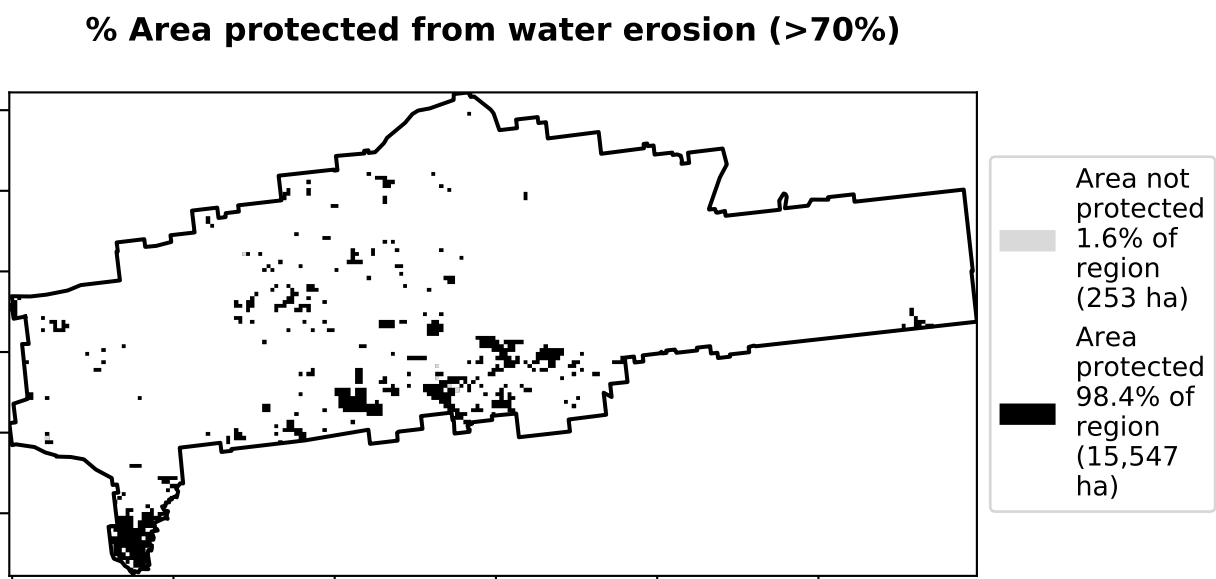 % Area protected from water erosion (>70%)
Area not
protected
1.6% of
region
(253 ha)
Area
protected
98.4% of
region
(15,547
ha)